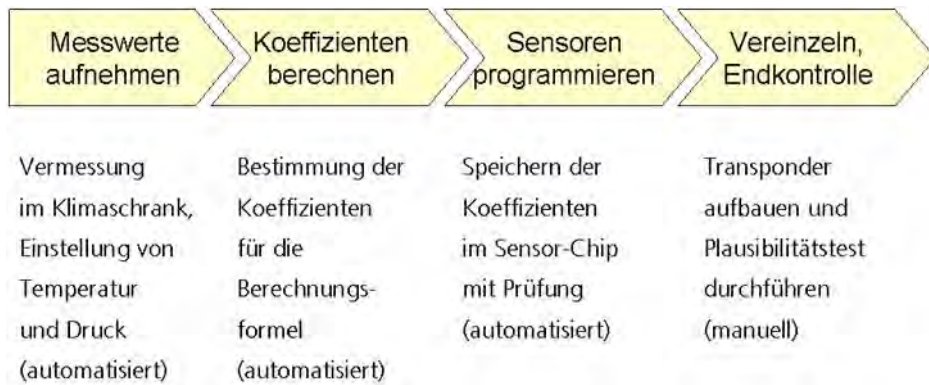 Messwerte
aufnehmen
Koeffizienten
berechnen
Sensoren
programmieren
Vereinzeln,
Endkontrolle
Vermessung
im Klimaschrank,
Einstellung von
Temperatur
und Druck
(automatisiert)
Bestimmung der
Koeffizienten
für die
Berechnungs-
formel
(automatisiert)
Speichern der
Koeffizienten
im Sensor-Chip
mit Prüfung
(automatisiert)
Transponder
aufbauen und
Plausibilitätstest
durchführen
(manuell)